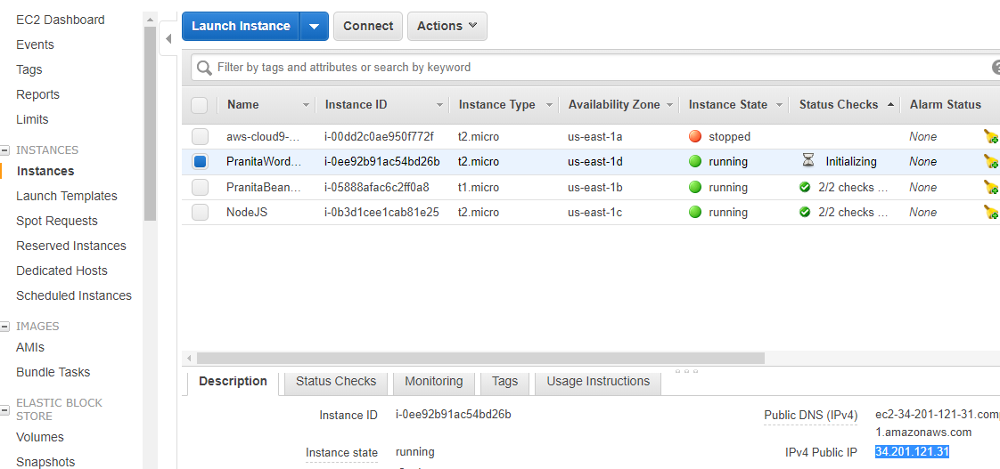 EC2 Dashboard
Events
Tags
Reports
Limits
INSTANCES
Instances
Launch Templates
Spot Requests
Reserved Instances
Dedicated Hosts
Scheduled Instances
IMAGES
AMIs
Bundle Tasks
ELASTIC BLOCK
STORE
Volumes
Snapshots
Launch Instance Connect Actions
Filter by tags and attributes or search by keyword
Name Instance ID Instance Type Availability Zone Instance State Status Checks Alarm Status
aws-cloud9-... i-00dd2c0ae950f772f t2.micro us-east-1a stopped None
PranitaWord... i-0ee92b91ac54bd26b t2.micro us-east-1d running Initializing None
PranitaBean... i-05888afac6c2ff0a8 t1.micro us-east-1b running 2/2 checks ... None
NodeJS i-0b3d1cee1cab81e25 t2.micro us-east-1c running 2/2 checks ... None
Description Status Checks Monitoring Tags Usage Instructions
Instance ID i-0ee92b91ac54bd26b Public DNS (IPv4) ec2-34-201-121-31.comp
1.amazonaws.com
Instance state running IPv4 Public IP 34.201.121.31